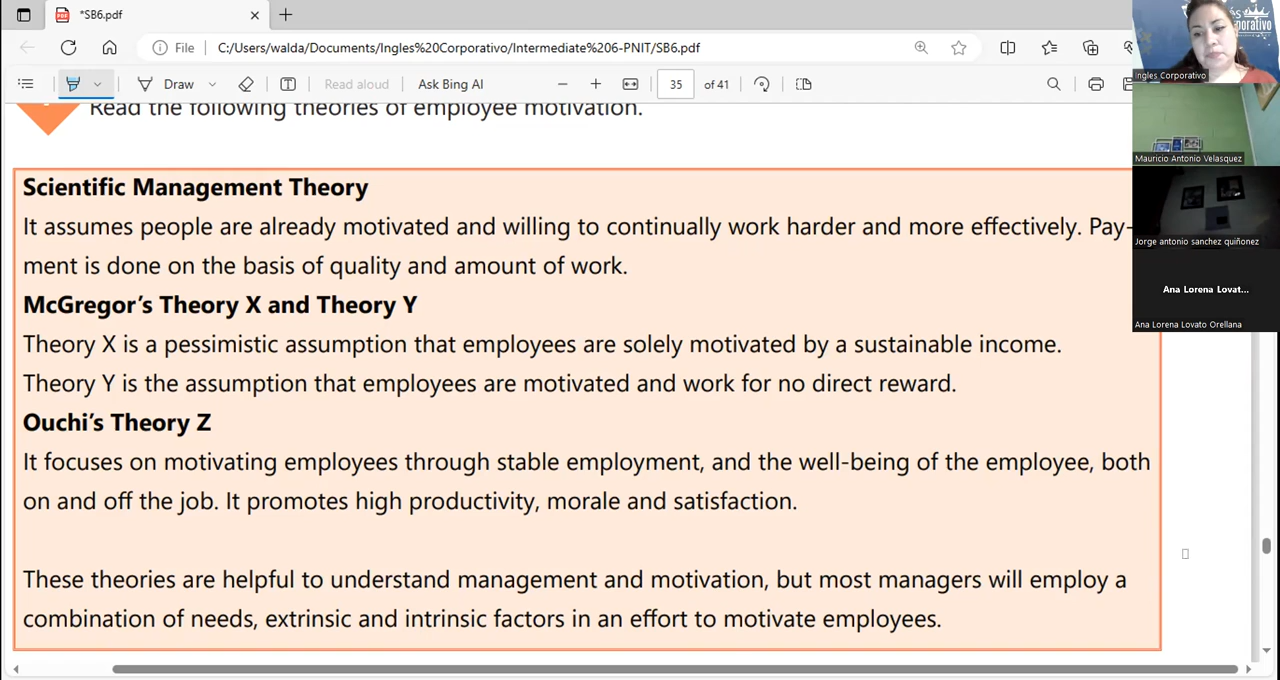 *SB6.pdf
File C:/Users/walda/Documents/Ingles%20Corporativo/Intermediate%206-PNIT/SB6.pdf
Draw Read aloud Ask Bing AI 35 of 41
Read the following theories of employee motivation.
Scientific Management Theory
It assumes people are already motivated and willing to continually work harder and more effectively. Pay-
ment is done on the basis of quality and amount of work.
McGregor's Theory X and Theory Y
Theory X is a pessimistic assumption that employees are solely motivated by a sustainable income.
Theory Y is the assumption that employees are motivated and work for no direct reward.
Ouchi's Theory Z
It focuses on motivating employees through stable employment, and the well-being of the employee, both
on and off the job. It promotes high productivity, morale and satisfaction.
These theories are helpful to understand management and motivation, but most managers will employ a
combination of needs, extrinsic and intrinsic factors in an effort to motivate employees.
Ingles Corporativo
Mauricio Antonio Velasquez
Jorge antonio sanchez quiñonez
Ana Lorena Lovat...
Ana Lorena Lovato Orellana